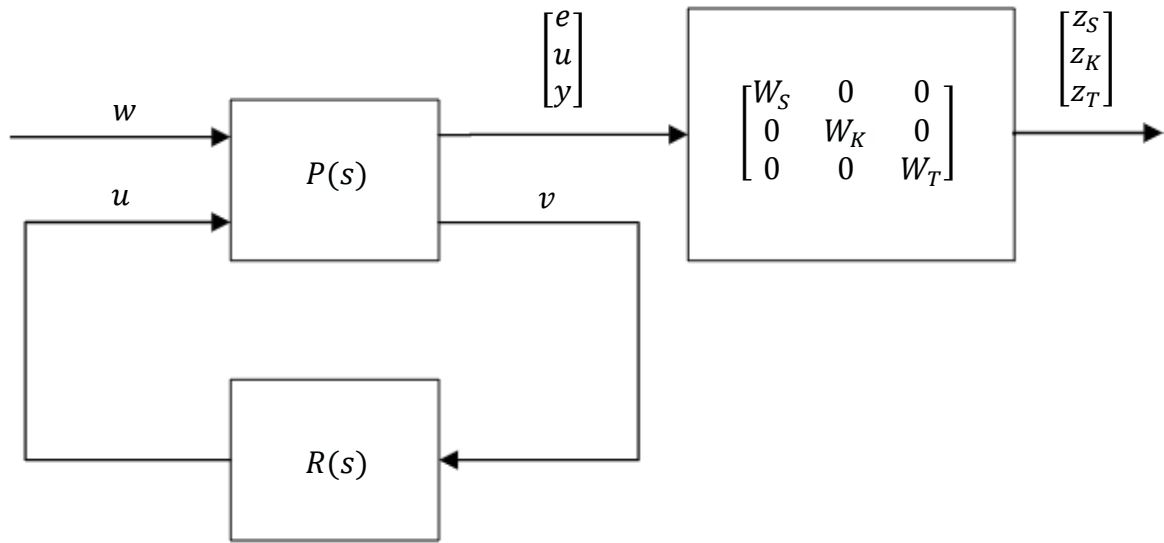 [e
u
y]
[z_S
z_K
z_T]
w
P(s)
[W_S 0 0
0 W_K 0
0 0 W_T]
u
v
R(s)